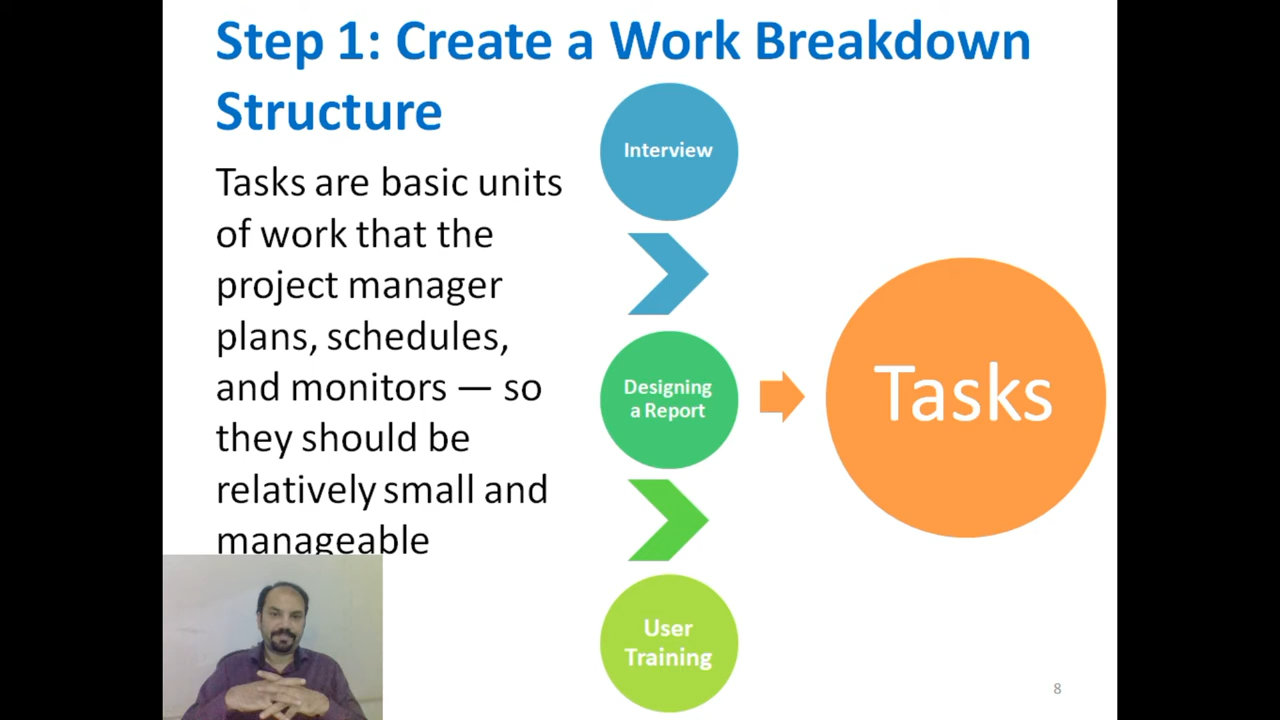 Step 1: Create a Work Breakdown
Structure
Tasks are basic units
of work that the
project manager
plans, schedules,
and monitors — so
they should be
relatively small and
manageable
Interview
Designing
a Report
User
Training
Tasks
8